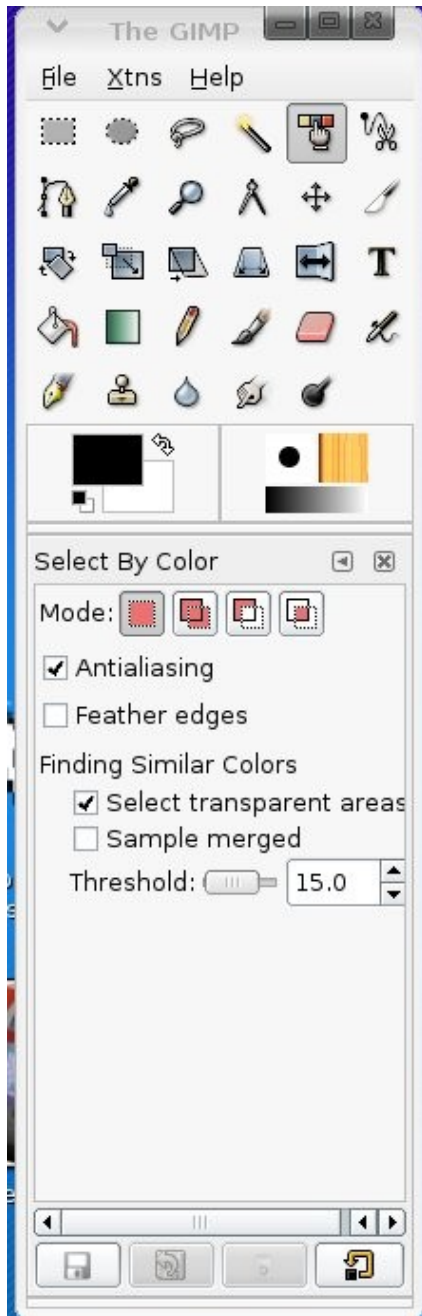 The GIMP
File Xtns Help
T
Select By Color
Mode:
Antialiasing
Feather edges
Finding Similar Colors
Select transparent areas
Sample merged
Threshold: 15.0